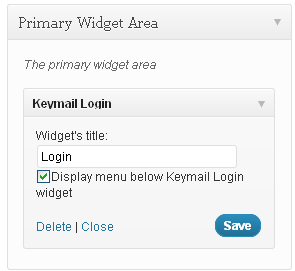 Primary Widget Area
The primary widget area
Keymail Login
Widget's title:
Login
Display menu below Keymail Login
widget
Delete | Close
Save